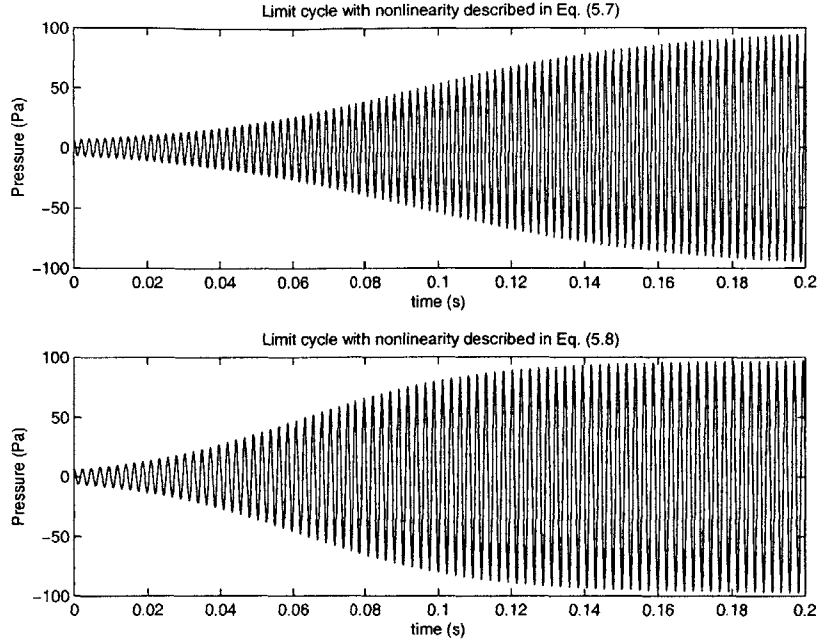 Limit cycle with nonlinearity described in Eq. (5.7)
100
50
0
−50
−100
Pressure (Pa)
0 0.02 0.04 0.06 0.08 0.1 0.12 0.14 0.16 0.18 0.2
time (s)
Limit cycle with nonlinearity described in Eq. (5.8)
100
50
0
−50
−100
Pressure (Pa)
0 0.02 0.04 0.06 0.08 0.1 0.12 0.14 0.16 0.18 0.2
time (s)